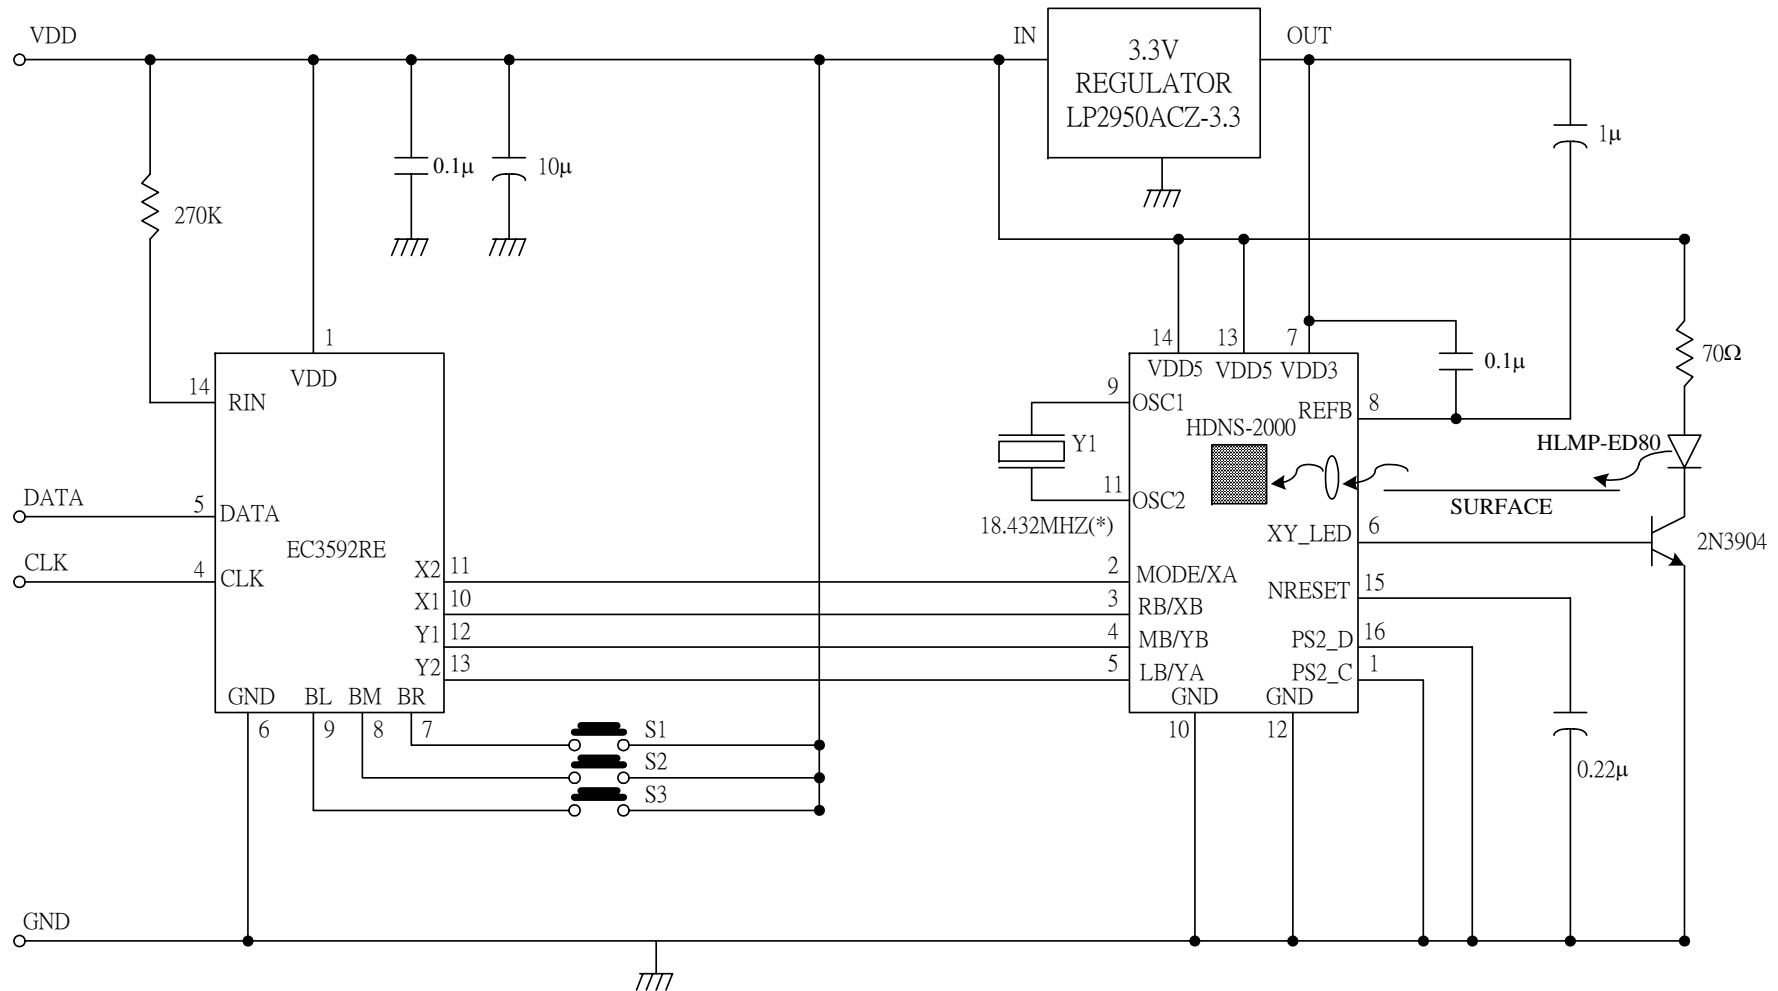 VDD
IN
3.3V
REGULATOR
LP2950ACZ-3.3
OUT
1μ
0.1μ
10μ
270K
1
VDD
14
RIN
DATA
5
DATA
CLK
4
CLK
EC3592RE
X2
11
X1
10
Y1
12
Y2
13
GND
BL
BM
BR
6
9
8
7
S1
S2
S3
14
13
7
VDD5
VDD5
VDD3
9
OSC1
Y1
11
OSC2
18.432MHZ(*)
HDNS-2000
REFB
8
0.1μ
70Ω
HLMP-ED80
SURFACE
XY_LED
6
2N3904
2
MODE/XA
3
RB/XB
4
MB/YB
5
LB/YA
NRESET
15
PS2_D
16
PS2_C
1
GND
GND
10
12
0.22μ
GND